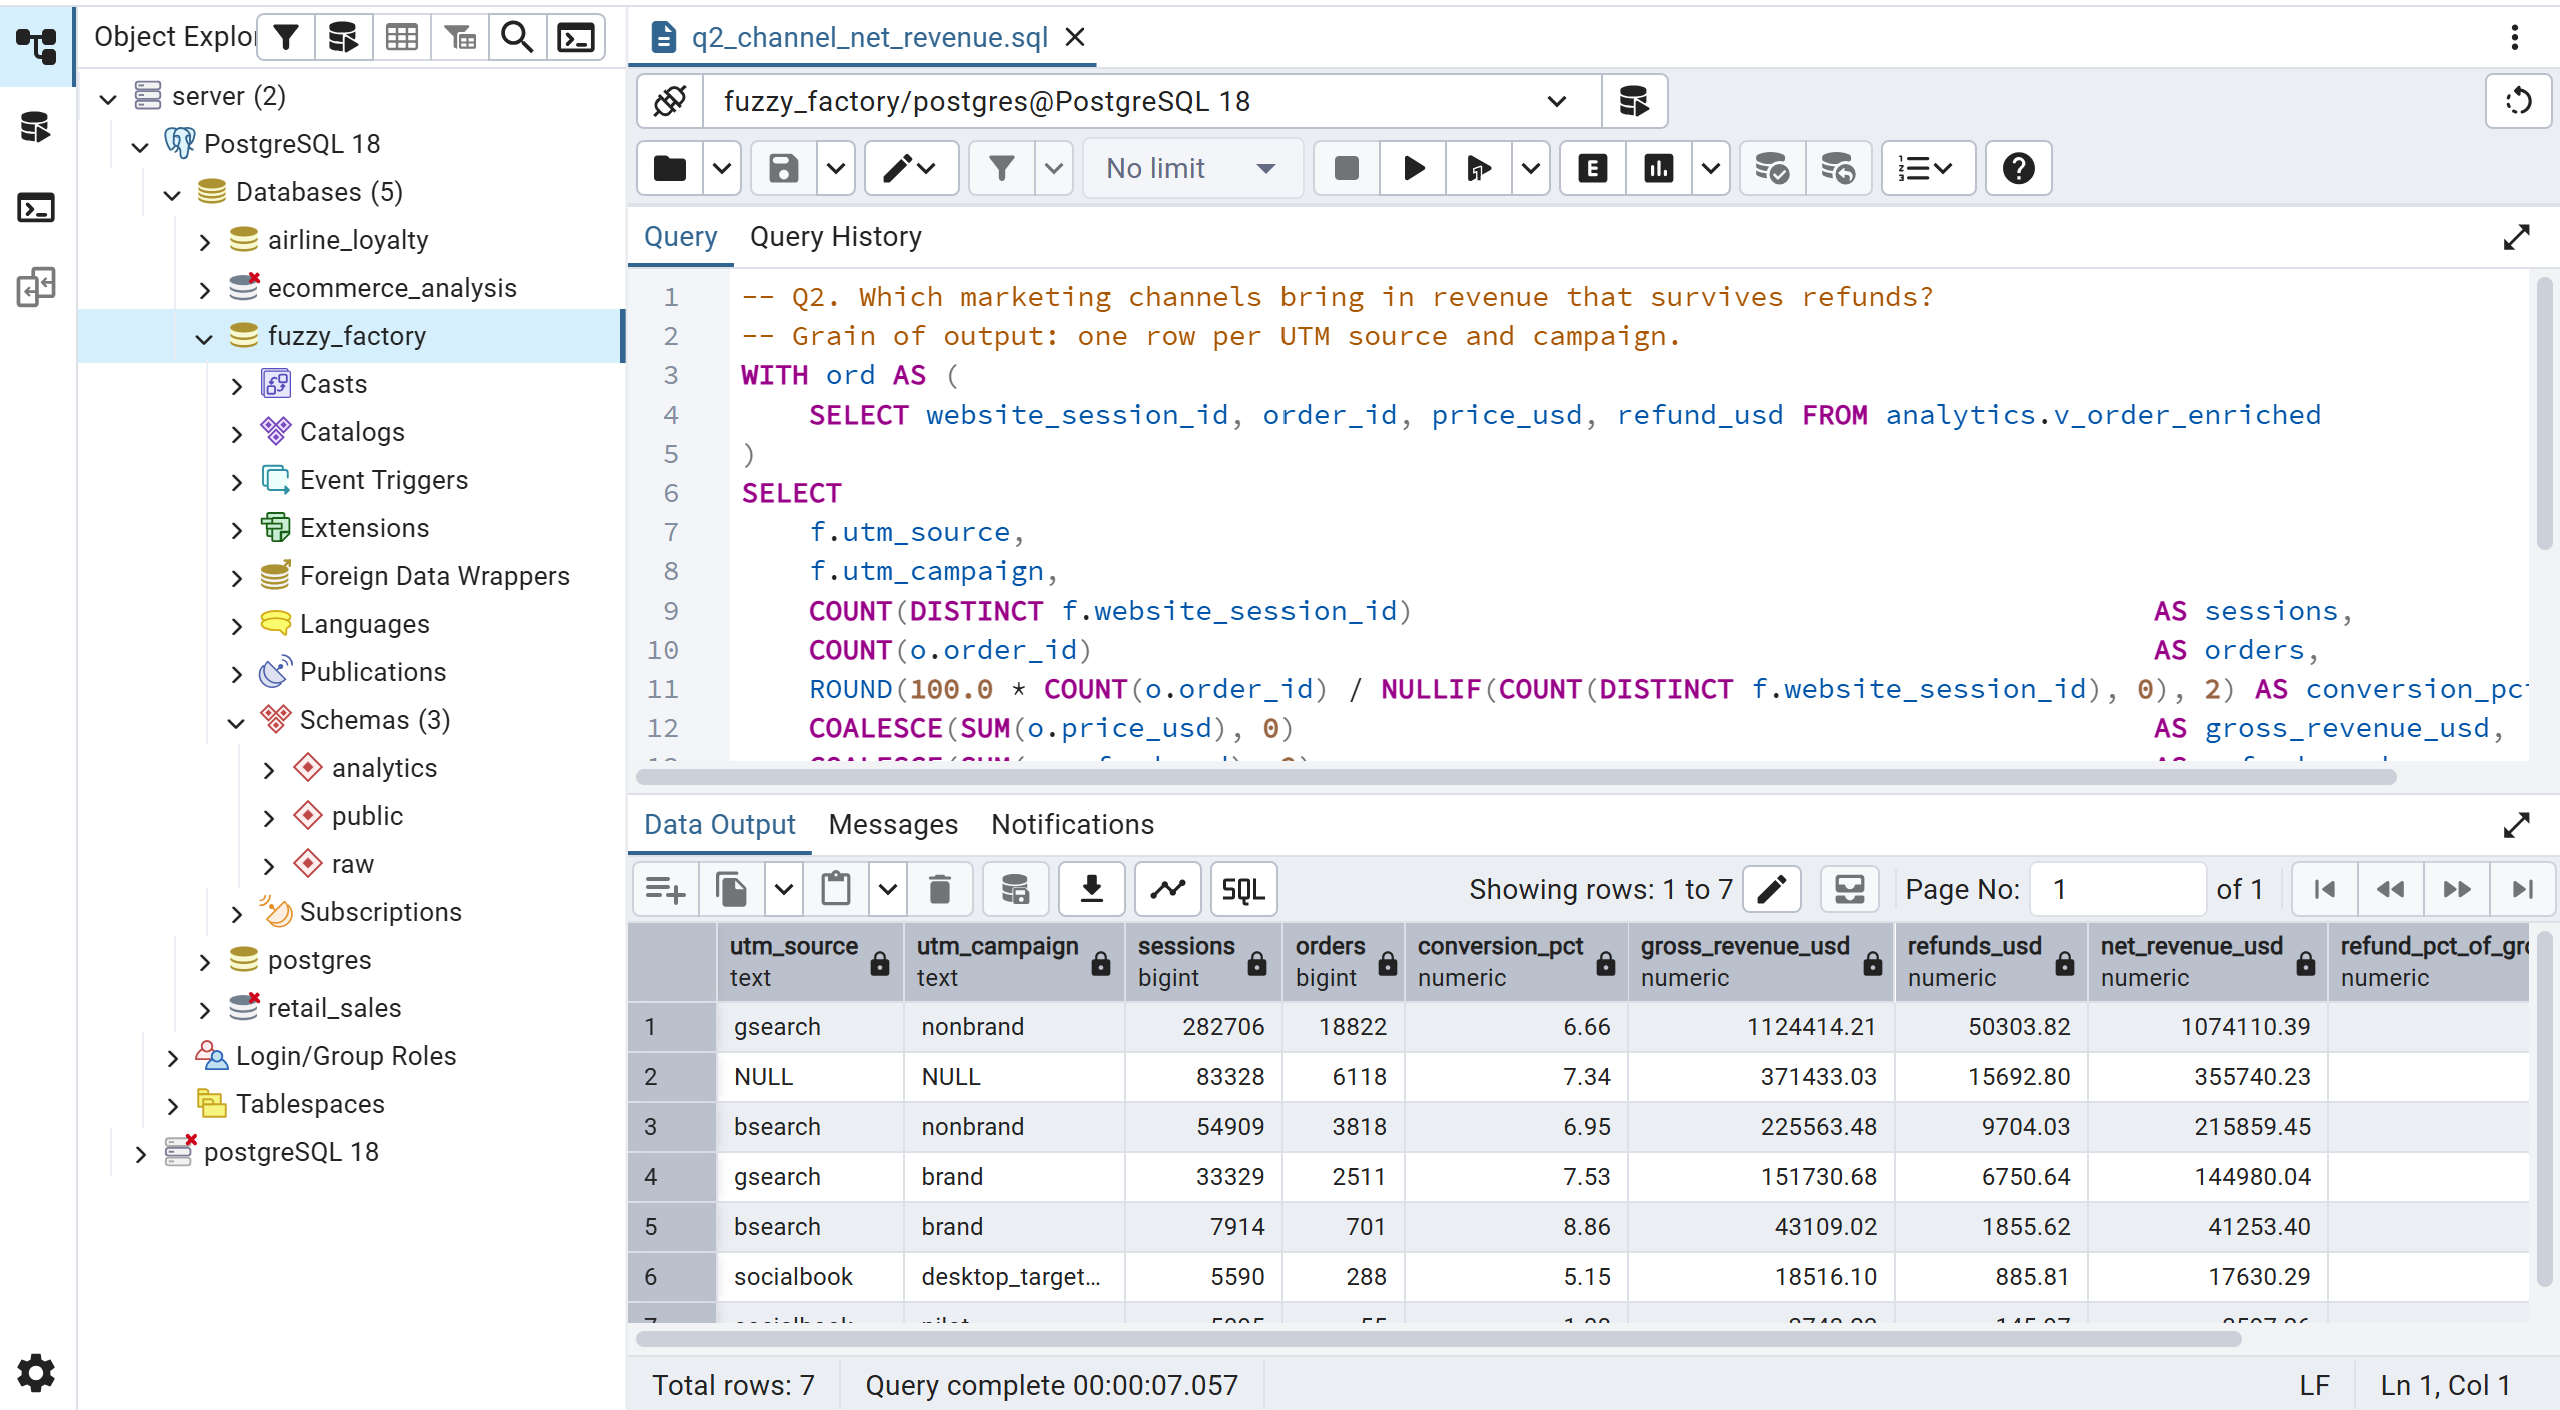 Object Explo
q2_channel_net_revenue.sql
server (2)
PostgreSQL 18
Databases (5)
airline_loyalty
ecommerce_analysis
fuzzy_factory
Casts
Catalogs
Event Triggers
Extensions
Foreign Data Wrappers
Languages
Publications
Schemas (3)
analytics
public
raw
Subscriptions
postgres
retail_sales
Login/Group Roles
Tablespaces
postgreSQL 18
fuzzy_factory/postgres@PostgreSQL 18
No limit
E
Query Query History
1 -- Q2. Which marketing channels bring in revenue that survives refunds?
2 -- Grain of output: one row per UTM source and campaign.
3 WITH ord AS (
4 SELECT website_session_id, order_id, price_usd, refund_usd FROM analytics.v_order_enriched
5 )
6 SELECT
7 f.utm_source,
8 f.utm_campaign,
9 COUNT(DISTINCT f.website_session_id) AS sessions,
10 COUNT(o.order_id) AS orders,
11 ROUND(100.0 * COUNT(o.order_id) / NULLIF(COUNT(DISTINCT f.website_session_id), 0), 2) AS conversion_pc
12 COALESCE(SUM(o.price_usd), 0) AS gross_revenue_usd,
Data Output Messages Notifications
SQL Showing rows: 1 to 7 Page No: 1 of 1
utm_source utm_campaign sessions orders conversion_pct gross_revenue_usd refunds_usd net_revenue_usd refund_pct_of_gr
text text bigint bigint numeric numeric numeric numeric numeric
1 gsearch nonbrand 282706 18822 6.66 1124414.21 50303.82 1074110.39
2 NULL NULL 83328 6118 7.34 371433.03 15692.80 355740.23
3 bsearch nonbrand 54909 3818 6.95 225563.48 9704.03 215859.45
4 gsearch brand 33329 2511 7.53 151730.68 6750.64 144980.04
5 bsearch brand 7914 701 8.86 43109.02 1855.62 41253.40
6 socialbook desktop_target… 5590 288 5.15 18516.10 885.81 17630.29
Total rows: 7 Query complete 00:00:07.057 LF Ln 1, Col 1